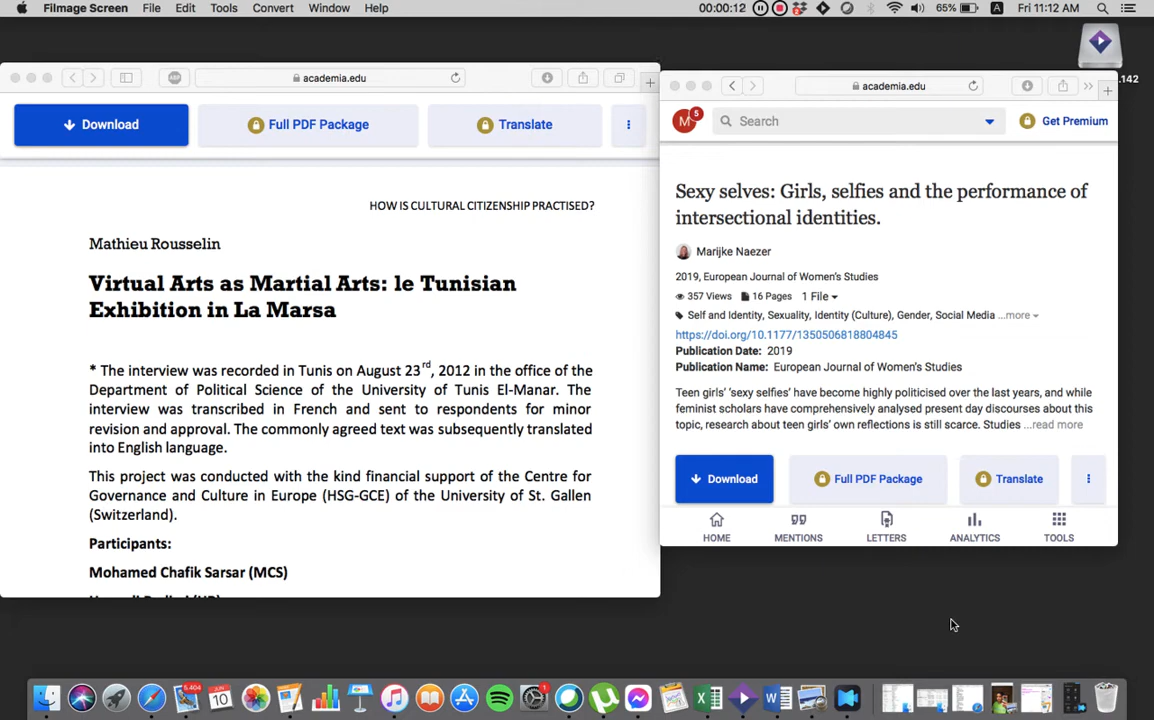 Filmage Screen File Edit Tools Convert Window Help 00:00:12 65% A Fri 11:12 AM
.142
ABP academia.edu
Download Full PDF Package Translate
HOW IS CULTURAL CITIZENSHIP PRACTISED?
Mathieu Rousselin
Virtual Arts as Martial Arts: le Tunisian
Exhibition in La Marsa
* The interview was recorded in Tunis on August 23rd, 2012 in the office of the
Department of Political Science of the University of Tunis El-Manar. The
interview was transcribed in French and sent to respondents for minor
revision and approval. The commonly agreed text was subsequently translated
into English language.
This project was conducted with the kind financial support of the Centre for
Governance and Culture in Europe (HSG-GCE) of the University of St. Gallen
(Switzerland).
Participants:
Mohamed Chafik Sarsar (MCS)
academia.edu
M 5 Search Get Premium
Sexy selves: Girls, selfies and the performance of
intersectional identities.
Marijke Naezer
2019, European Journal of Women's Studies
357 Views 16 Pages 1 File
Self and Identity, Sexuality, Identity (Culture), Gender, Social Media ...more
https://doi.org/10.1177/1350506818804845
Publication Date: 2019
Publication Name: European Journal of Women's Studies
Teen girls' 'sexy selfies' have become highly politicised over the last years, and while
feminist scholars have comprehensively analysed present day discourses about this
topic, research about teen girls' own reflections is still scarce. Studies ...read more
Download Full PDF Package Translate
HOME MENTIONS LETTERS ANALYTICS TOOLS
5.404 JUN 10 1